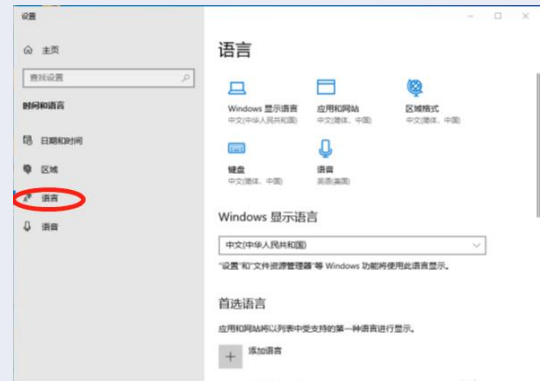 设置
主页
查找设置
时间和语言
日期和时间
区域
语言
语音
语言
Windows 显示语言
中文(中华人民共和国)
应用和网站
中文(简体，中国)
区域格式
中文(简体，中国)
键盘
中文(简体，中国)
语音
英语(美国)
Windows 显示语言
中文(中华人民共和国)
"设置"和"文件资源管理器"等 Windows 功能将使用此语言显示。
首选语言
应用和网站将以列表中受支持的第一种语言进行显示。
添加语言